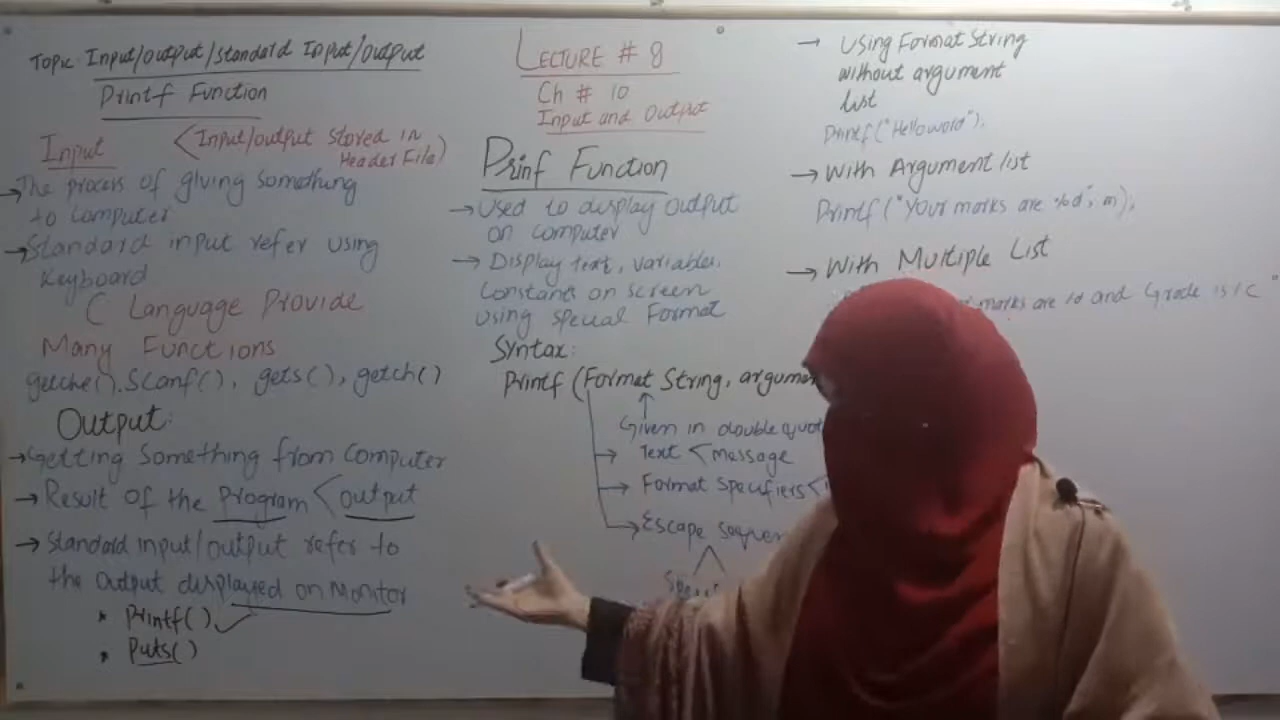 Topic: Input/output/standard Input/output
Printf Function
Input <(Input/output stored in
Header File)
→ The process of giving something
to computer
→ Standard input refer using
Keyboard
C Language Provide
Many Functions
getche().Scanf(), gets(), getch()
Output:
→ Getting something from computer
→ Result of the Program < output
→ Standard input/output refer to
the output displayed on Monitor
* Printf() ✓
* Puts()
LECTURE # 8
Ch # 10
Input and Output
Prinf Function
→ Used to display output
on computer
→ Display text, variables,
constants on screen
using special Format
Syntax:
Printf (Format String,
Given in double
→ Text < message
→ Format specifiers <
→ Escape
→ Using Format String
without argument
list
Printf("Helloword");
→ With Argument list
Printf ("Your marks are %d", m);
→ With Multiple List
marks are %d and Grade is %c